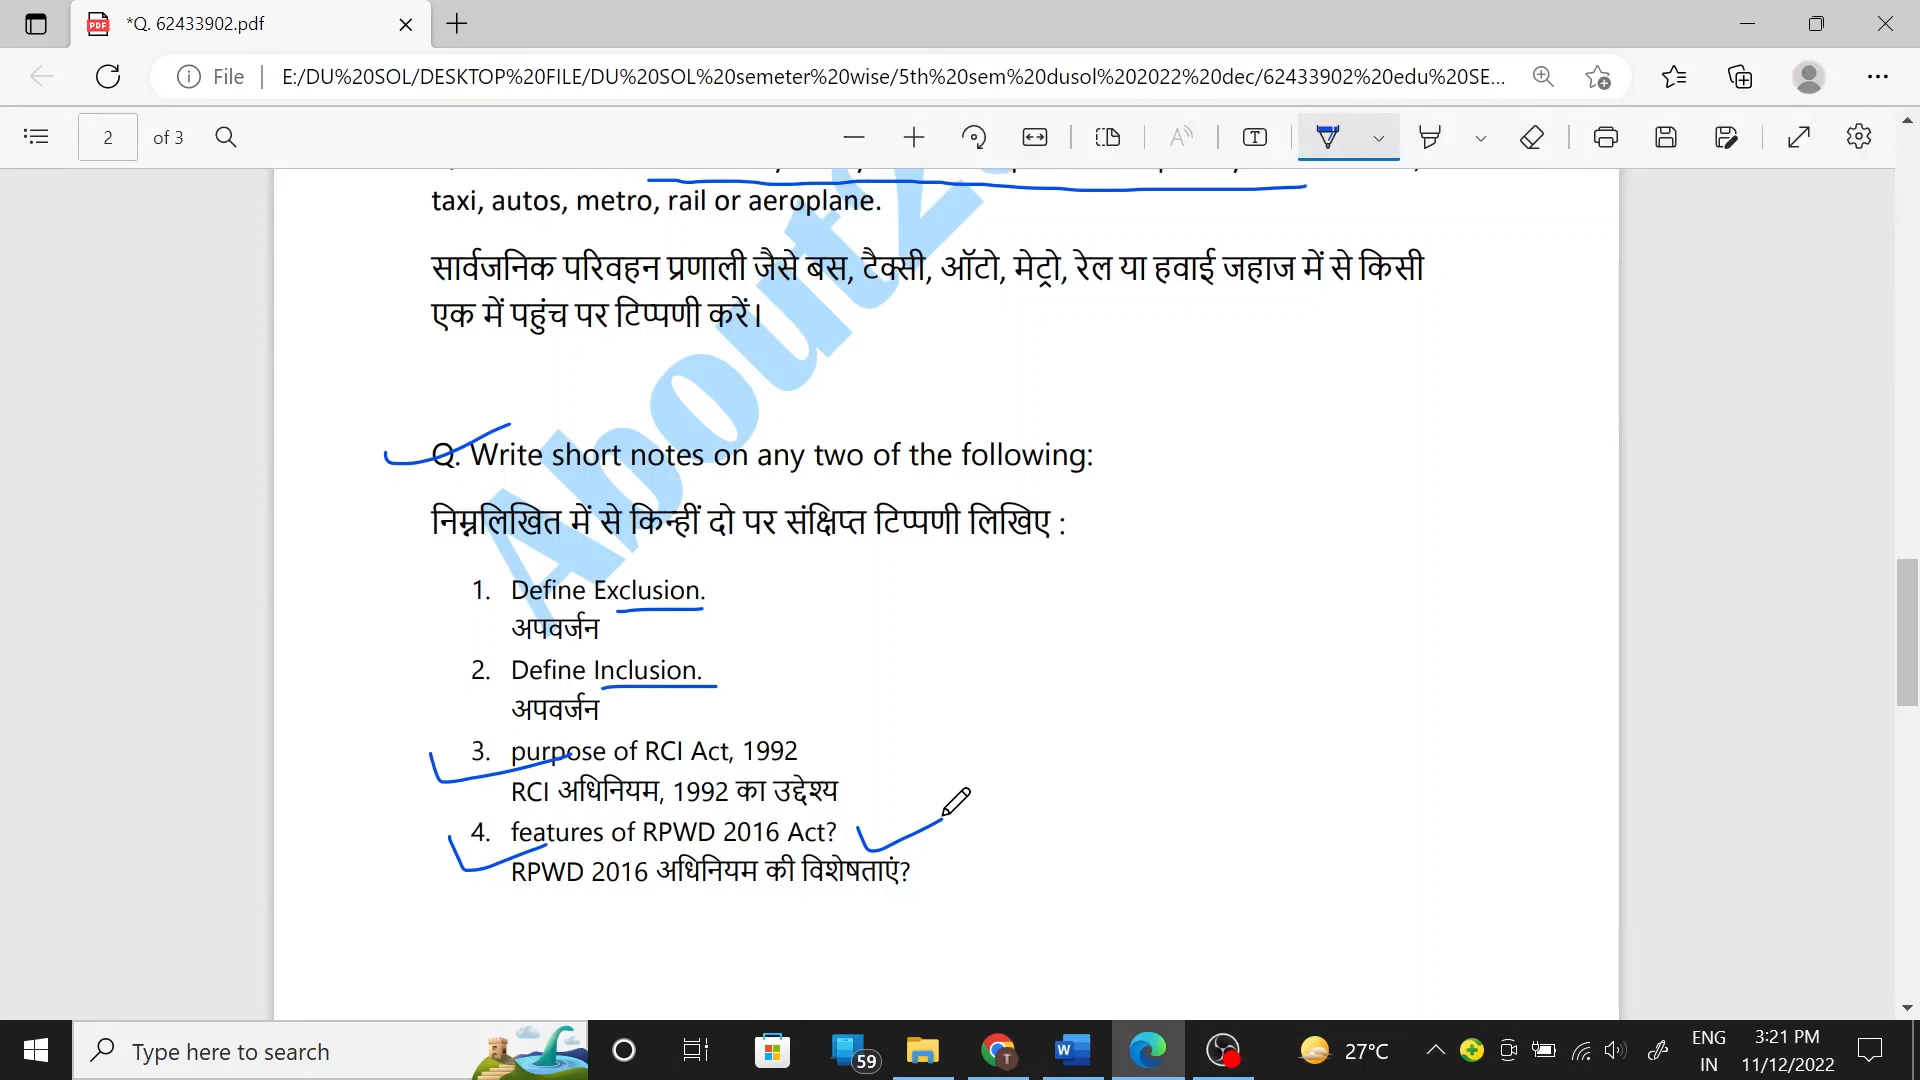 *Q. 62433902.pdf
File
E:/DU%20SOL/DESKTOP%20FILE/DU%20SOL%20semeter%20wise/5th%20sem%20dusol%202022%20dec/62433902%20edu%20SE...
2 of 3
taxi, autos, metro, rail or aeroplane.
सार्वजनिक परिवहन प्रणाली जैसे बस, टैक्सी, ऑटो, मेट्रो, रेल या हवाई जहाज में से किसी
एक में पहुंच पर टिप्पणी करें।
Q. Write short notes on any two of the following:
निम्नलिखित में से किन्हीं दो पर संक्षिप्त टिप्पणी लिखिए :
1. Define Exclusion.
अपवर्जन
2. Define Inclusion.
अपवर्जन
3. purpose of RCI Act, 1992
RCI अधिनियम, 1992 का उद्देश्य
4. features of RPWD 2016 Act?
RPWD 2016 अधिनियम की विशेषताएं?
About2
Type here to search
59
27°C
ENG
IN
3:21 PM
11/12/2022